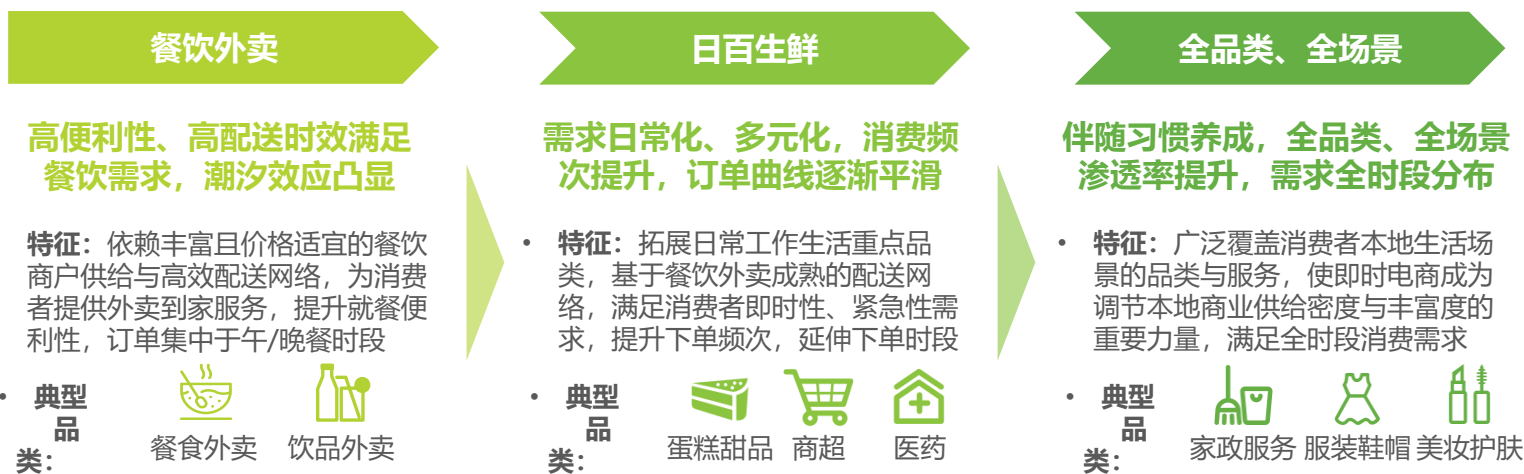 餐饮外卖
高便利性、高配送时效满足
餐饮需求，潮汐效应凸显
特征：依赖丰富且价格适宜的餐饮
商户供给与高效配送网络，为消费
者提供外卖到家服务，提升就餐便
利性，订单集中于午/晚餐时段
• 典型
品
类：
餐食外卖 饮品外卖
日百生鲜
需求日常化、多元化，消费频
次提升，订单曲线逐渐平滑
• 特征：拓展日常工作生活重点品
类，基于餐饮外卖成熟的配送网
络，满足消费者即时性、紧急性需
求，提升下单频次，延伸下单时段
• 典型
品
类：
蛋糕甜品 商超 医药
全品类、全场景
伴随习惯养成，全品类、全场景
渗透率提升，需求全时段分布
• 特征：广泛覆盖消费者本地生活场
景的品类与服务，使即时电商成为
调节本地商业供给密度与丰富度的
重要力量，满足全时段消费需求
• 典型
品
类：
家政服务 服装鞋帽 美妆护肤